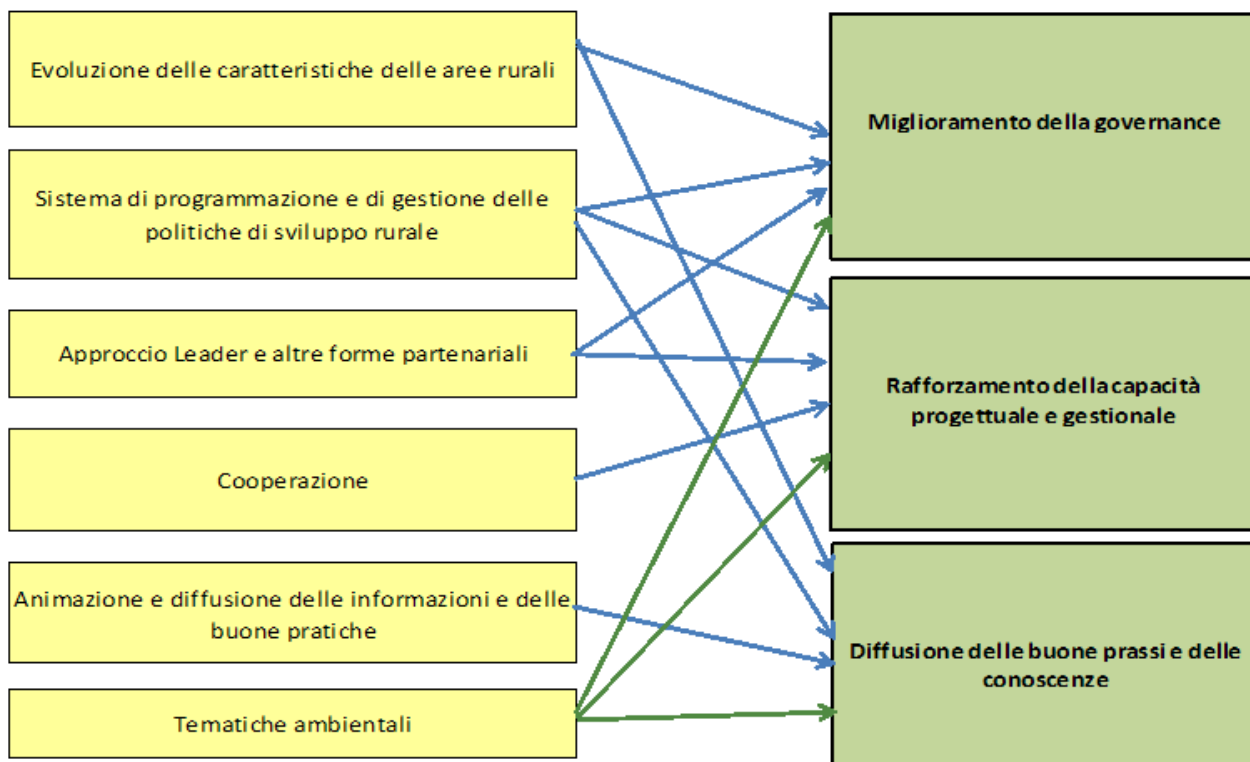 Evoluzione delle caratteristiche delle aree rurali
Sistema di programmazione e di gestione delle
politiche di sviluppo rurale
Approccio Leader e altre forme partenariali
Cooperazione
Animazione e diffusione delle informazioni e delle
buone pratiche
Tematiche ambientali
Miglioramento della governance
Rafforzamento della capacità
progettuale e gestionale
Diffusione delle buone prassi e delle
conoscenze